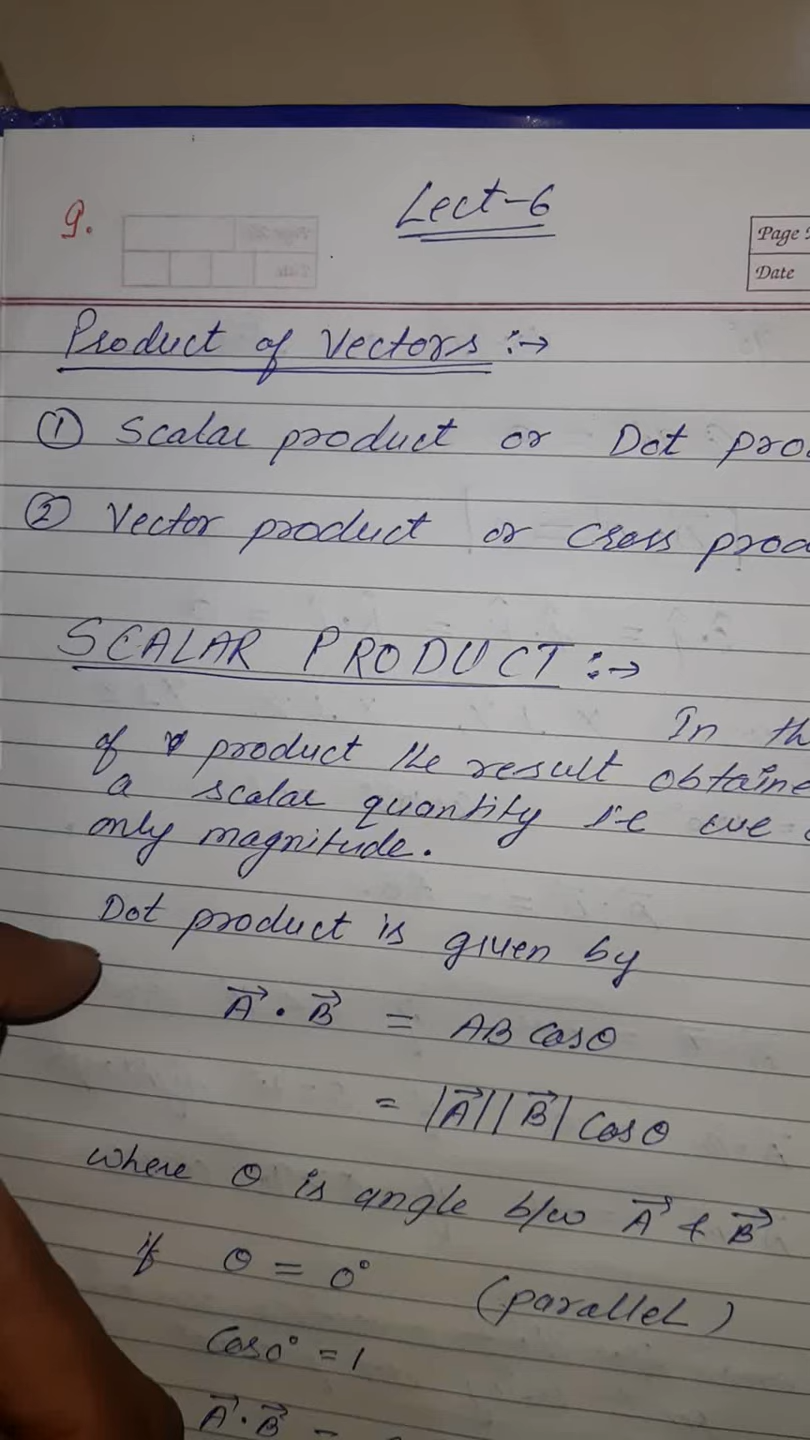 9.
Lect-6
Page
Date
Product of Vectors :→
① Scalar product or Dot pro
② Vector product or Cross prod
SCALAR PRODUCT :→
In th
of product the result obtaine
a scalar quantity i.e we
only magnitude.
Dot product is given by
A⃗ · B⃗ = AB Cosθ
= |A⃗| |B⃗| Cosθ
where θ is angle b/w A⃗ & B⃗
if θ = 0° (parallel)
Cos0° = 1
A⃗ · B⃗ =